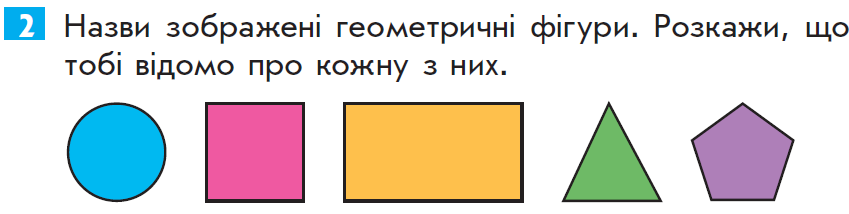 2 Назви зображені геометричні фігури. Розкажи, що
тобі відомо про кожну з них.